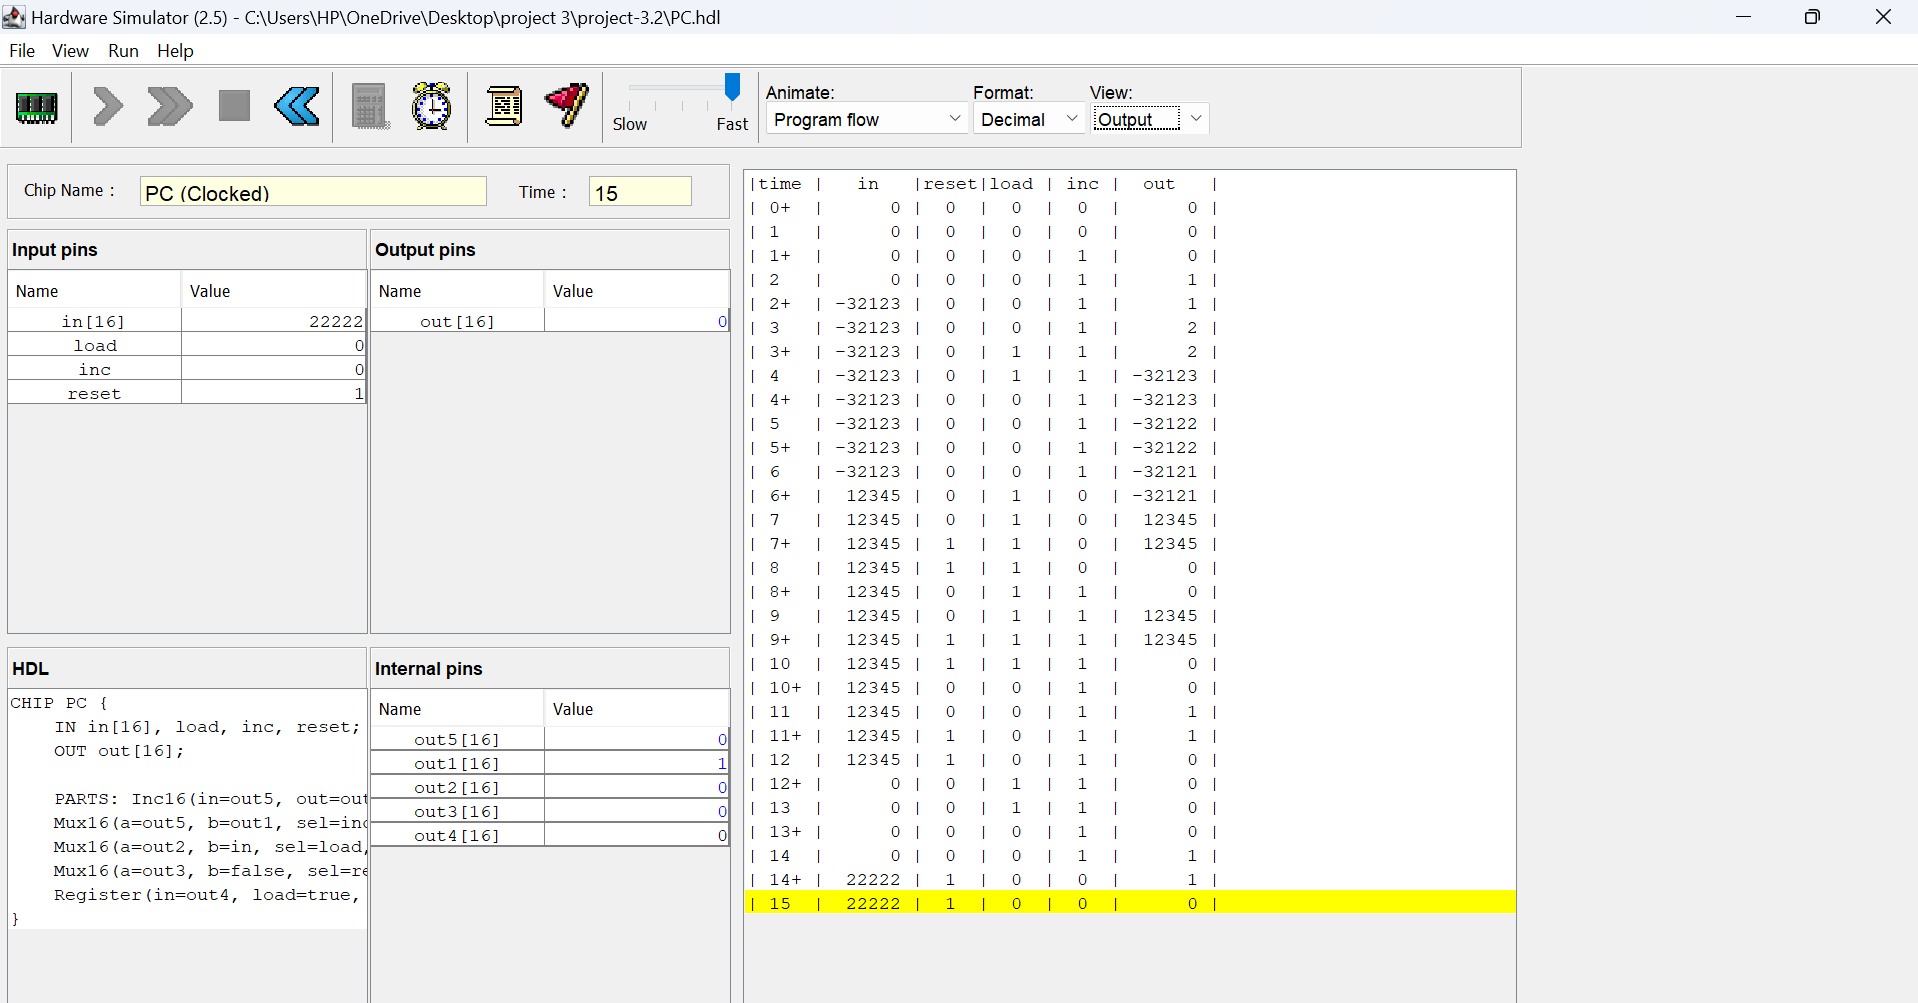 Hardware Simulator (2.5) - C:\Users\HP\OneDrive\Desktop\project 3\project-3.2\PC.hdl
File View Run Help
Slow Fast
Animate: Format: View:
Program flow Decimal Output
Chip Name : PC (Clocked) Time : 15
Input pins
Name Value
in[16] 22222
load 0
inc 0
reset 1
Output pins
Name Value
out[16] 0
HDL
CHIP PC {
IN in[16], load, inc, reset;
OUT out[16];
PARTS: Inc16(in=out5, out=out
Mux16(a=out5, b=out1, sel=inc
Mux16(a=out2, b=in, sel=load,
Mux16(a=out3, b=false, sel=re
Register(in=out4, load=true,
}
Internal pins
Name Value
out5[16] 0
out1[16] 1
out2[16] 0
out3[16] 0
out4[16] 0
|time | in |reset|load | inc | out |
| 0+ | 0 | 0 | 0 | 0 | 0 |
| 1 | 0 | 0 | 0 | 0 | 0 |
| 1+ | 0 | 0 | 0 | 1 | 0 |
| 2 | 0 | 0 | 0 | 1 | 1 |
| 2+ | -32123 | 0 | 0 | 1 | 1 |
| 3 | -32123 | 0 | 0 | 1 | 2 |
| 3+ | -32123 | 0 | 1 | 1 | 2 |
| 4 | -32123 | 0 | 1 | 1 | -32123 |
| 4+ | -32123 | 0 | 0 | 1 | -32123 |
| 5 | -32123 | 0 | 0 | 1 | -32122 |
| 5+ | -32123 | 0 | 0 | 1 | -32122 |
| 6 | -32123 | 0 | 0 | 1 | -32121 |
| 6+ | 12345 | 0 | 1 | 0 | -32121 |
| 7 | 12345 | 0 | 1 | 0 | 12345 |
| 7+ | 12345 | 1 | 1 | 0 | 12345 |
| 8 | 12345 | 1 | 1 | 0 | 0 |
| 8+ | 12345 | 0 | 1 | 1 | 0 |
| 9 | 12345 | 0 | 1 | 1 | 12345 |
| 9+ | 12345 | 1 | 1 | 1 | 12345 |
| 10 | 12345 | 1 | 1 | 1 | 0 |
| 10+ | 12345 | 0 | 0 | 1 | 0 |
| 11 | 12345 | 0 | 0 | 1 | 1 |
| 11+ | 12345 | 1 | 0 | 1 | 1 |
| 12 | 12345 | 1 | 0 | 1 | 0 |
| 12+ | 0 | 0 | 1 | 1 | 0 |
| 13 | 0 | 0 | 1 | 1 | 0 |
| 13+ | 0 | 0 | 0 | 1 | 0 |
| 14 | 0 | 0 | 0 | 1 | 1 |
| 14+ | 22222 | 1 | 0 | 0 | 1 |
| 15 | 22222 | 1 | 0 | 0 | 0 |